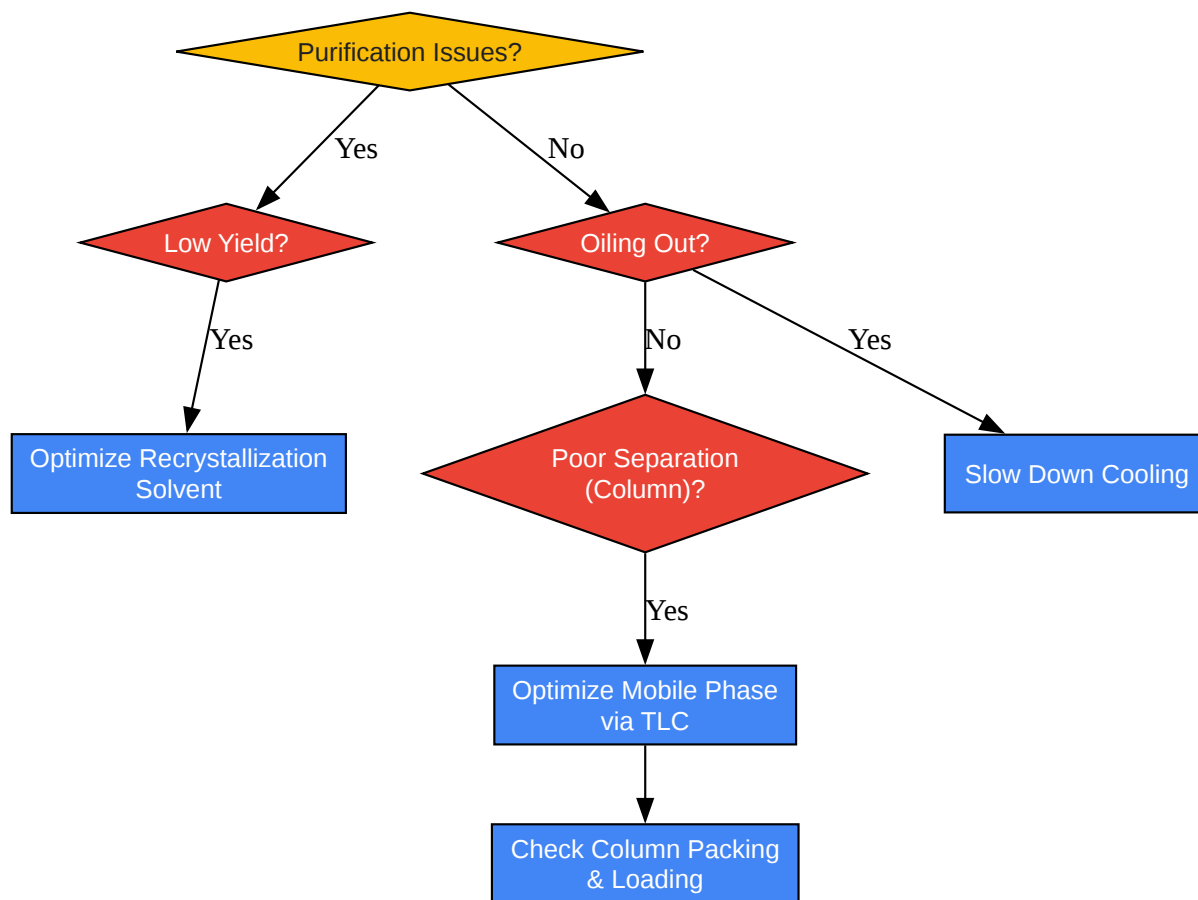 Purification Issues?
Yes
No
Low Yield?
Oiling Out?
Yes
No
Yes
Optimize Recrystallization
Solvent
Poor Separation
(Column)?
Slow Down Cooling
Yes
Optimize Mobile Phase
via TLC
Check Column Packing
& Loading